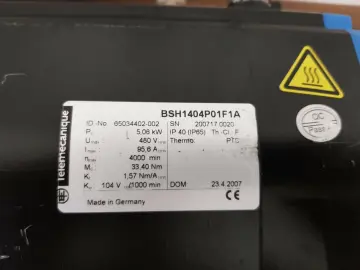 Telemecanique
BSH1404P01F1A
ID.-No 65034402-002 SN 200717.0020
5,06 kW IP 40 (IP65) Th.-Cl. F
480 V Thermo. PTC
95,6 A
4000 min
33,40 Nm
1,57 Nm/A
104 V /1000 min DOM 23.4.2007
Made in Germany CE
QC